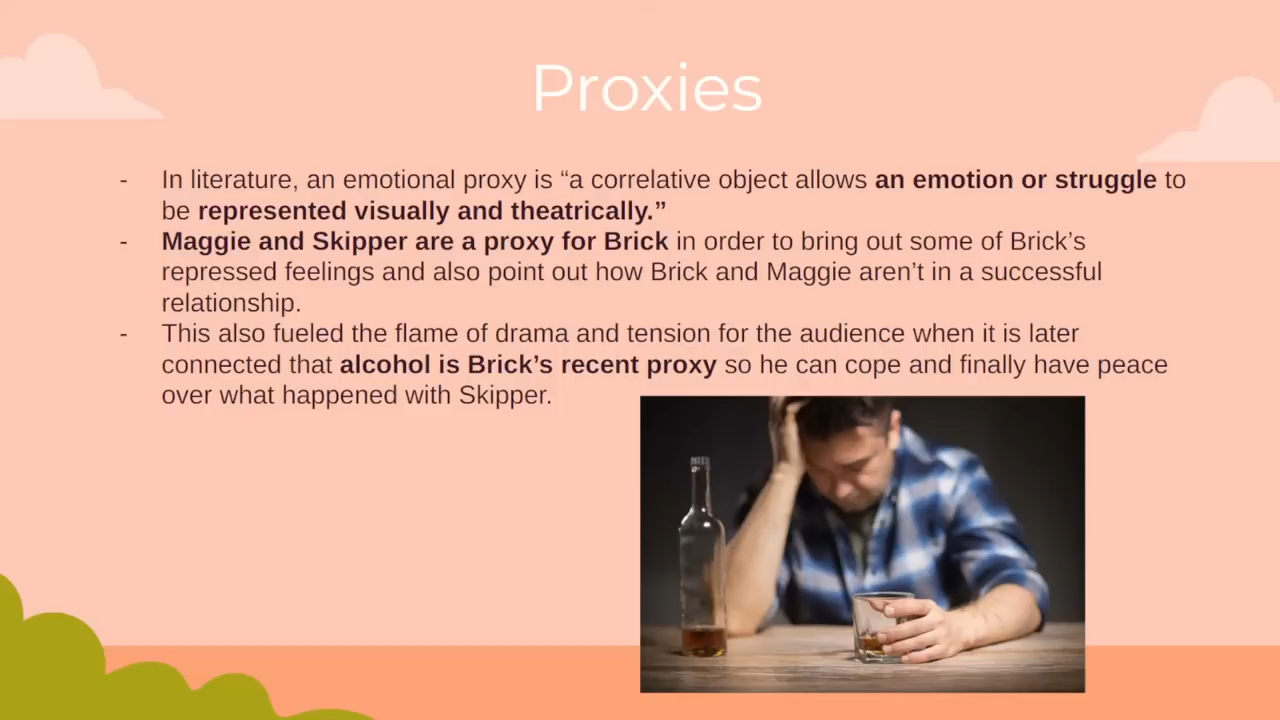 Proxies
- In literature, an emotional proxy is “a correlative object allows an emotion or struggle to
be represented visually and theatrically.”
- Maggie and Skipper are a proxy for Brick in order to bring out some of Brick’s
repressed feelings and also point out how Brick and Maggie aren’t in a successful
relationship.
- This also fueled the flame of drama and tension for the audience when it is later
connected that alcohol is Brick’s recent proxy so he can cope and finally have peace
over what happened with Skipper.